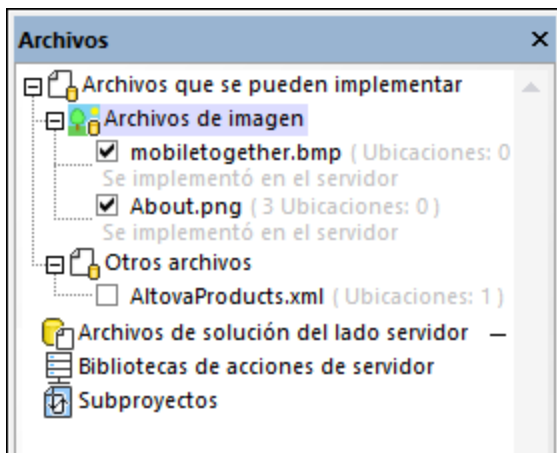 Archivos
Archivos que se pueden implementar
Archivos de imagen
mobiletogether.bmp ( Ubicaciones: 0
Se implementó en el servidor
About.png ( 3 Ubicaciones: 0 )
Se implementó en el servidor
Otros archivos
AltovaProducts.xml ( Ubicaciones: 1 )
Archivos de solución del lado servidor –
Bibliotecas de acciones de servidor
Subproyectos